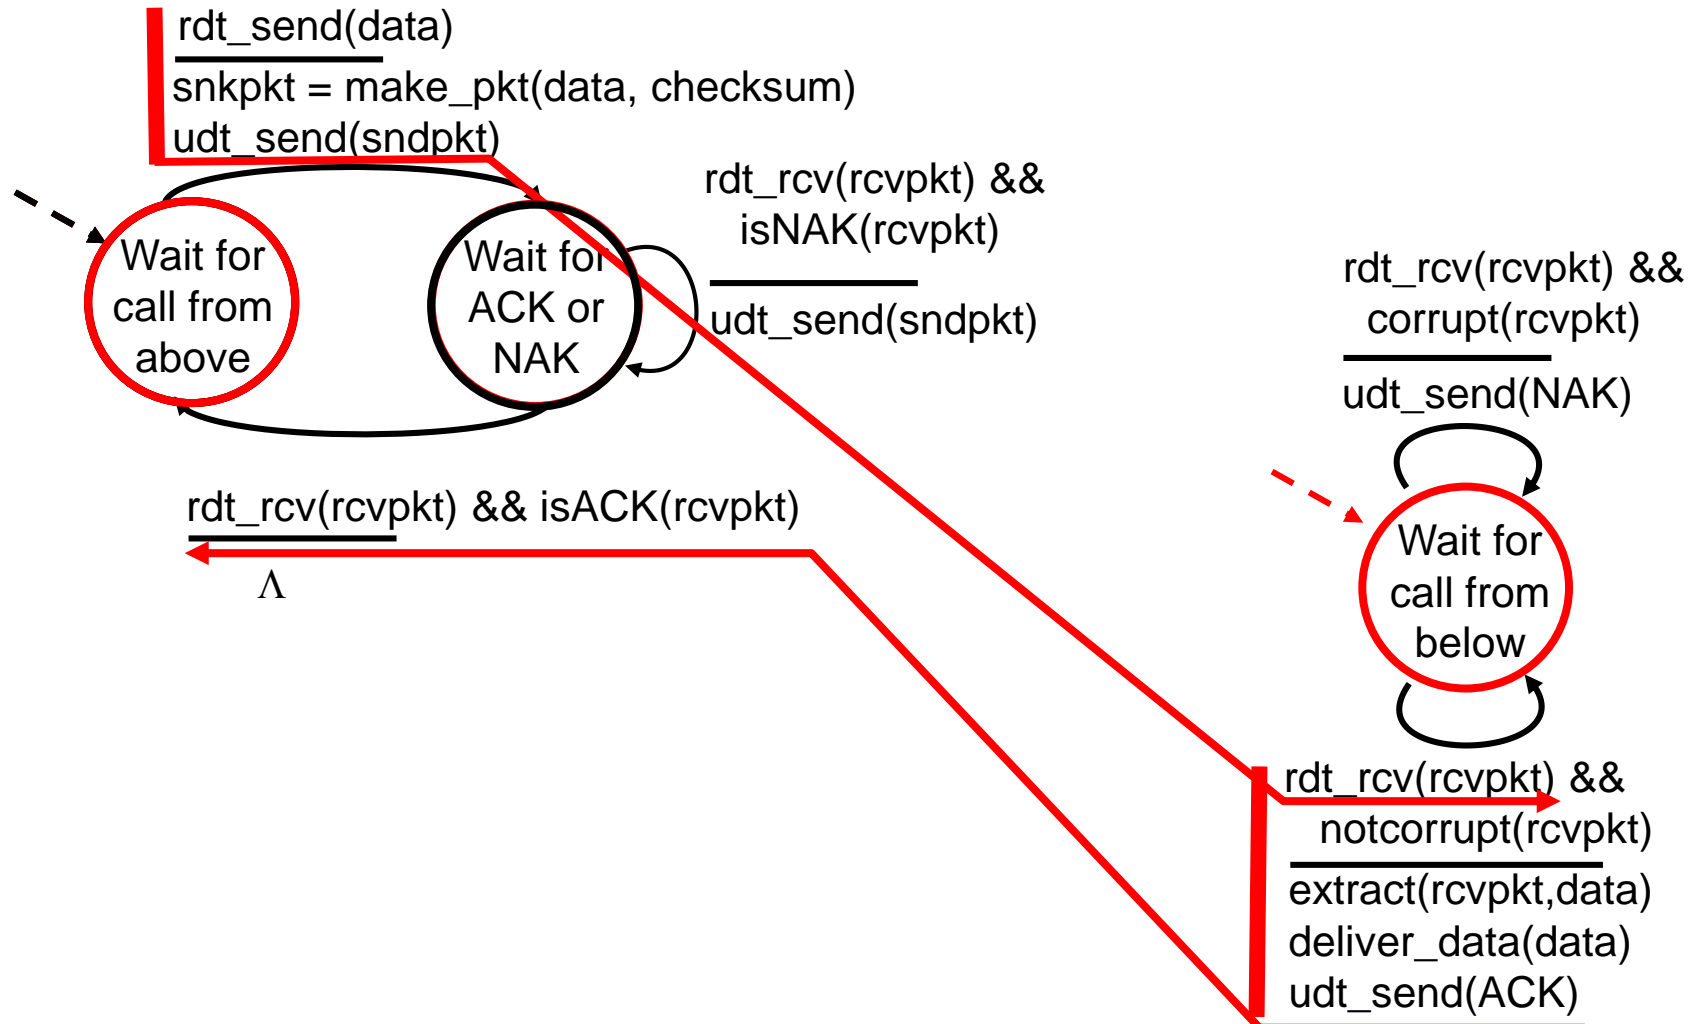 rdt_send(data)
snkpkt = make_pkt(data, checksum)
udt_send(sndpkt)
Wait for
call from
above
Wait for
ACK or
NAK
rdt_rcv(rcvpkt) &&
isNAK(rcvpkt)
udt_send(sndpkt)
rdt_rcv(rcvpkt) && isACK(rcvpkt)
Λ
rdt_rcv(rcvpkt) &&
corrupt(rcvpkt)
udt_send(NAK)
Wait for
call from
below
rdt_rcv(rcvpkt) &&
notcorrupt(rcvpkt)
extract(rcvpkt,data)
deliver_data(data)
udt_send(ACK)